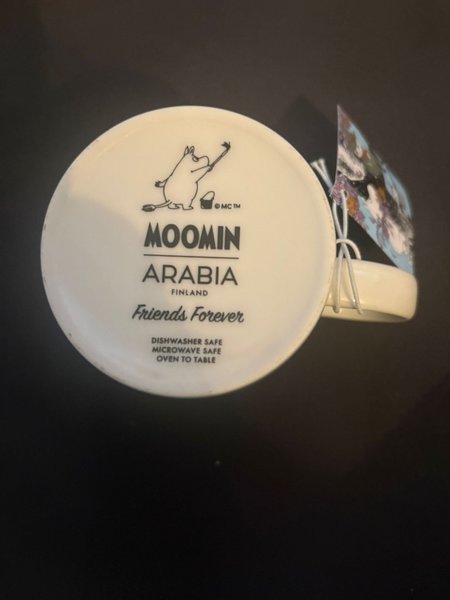 © MC™
MOOMIN
ARABIA
FINLAND
Friends Forever
DISHWASHER SAFE
MICROWAVE SAFE
OVEN TO TABLE